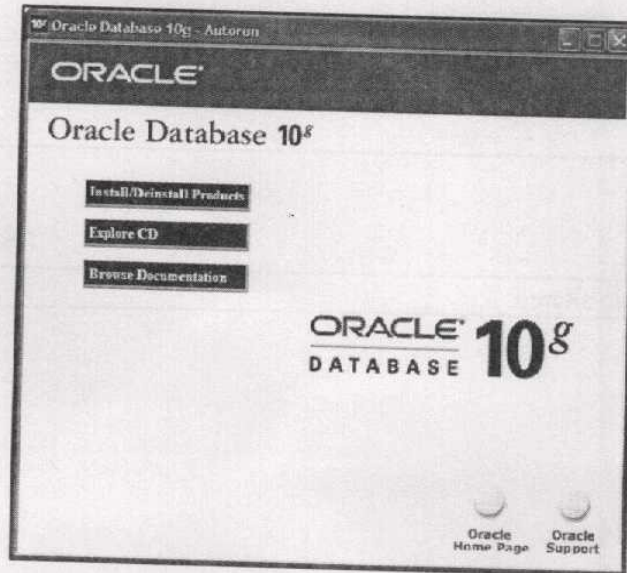 10g Oracle Database 10g - Autorun
ORACLE®
Oracle Database 10g
Install/Deinstall Products
Explore CD
Browse Documentation
ORACLE®
DATABASE 10g
Oracle Home Page
Oracle Support